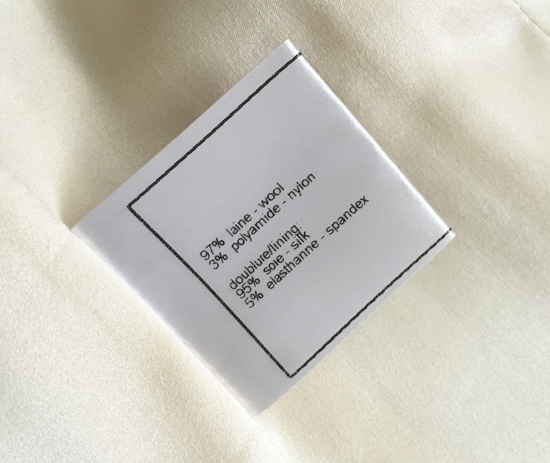 97% laine - wool
3% polyamide - nylon
doublure/lining:
95% soie - silk
5% elasthanne - spandex